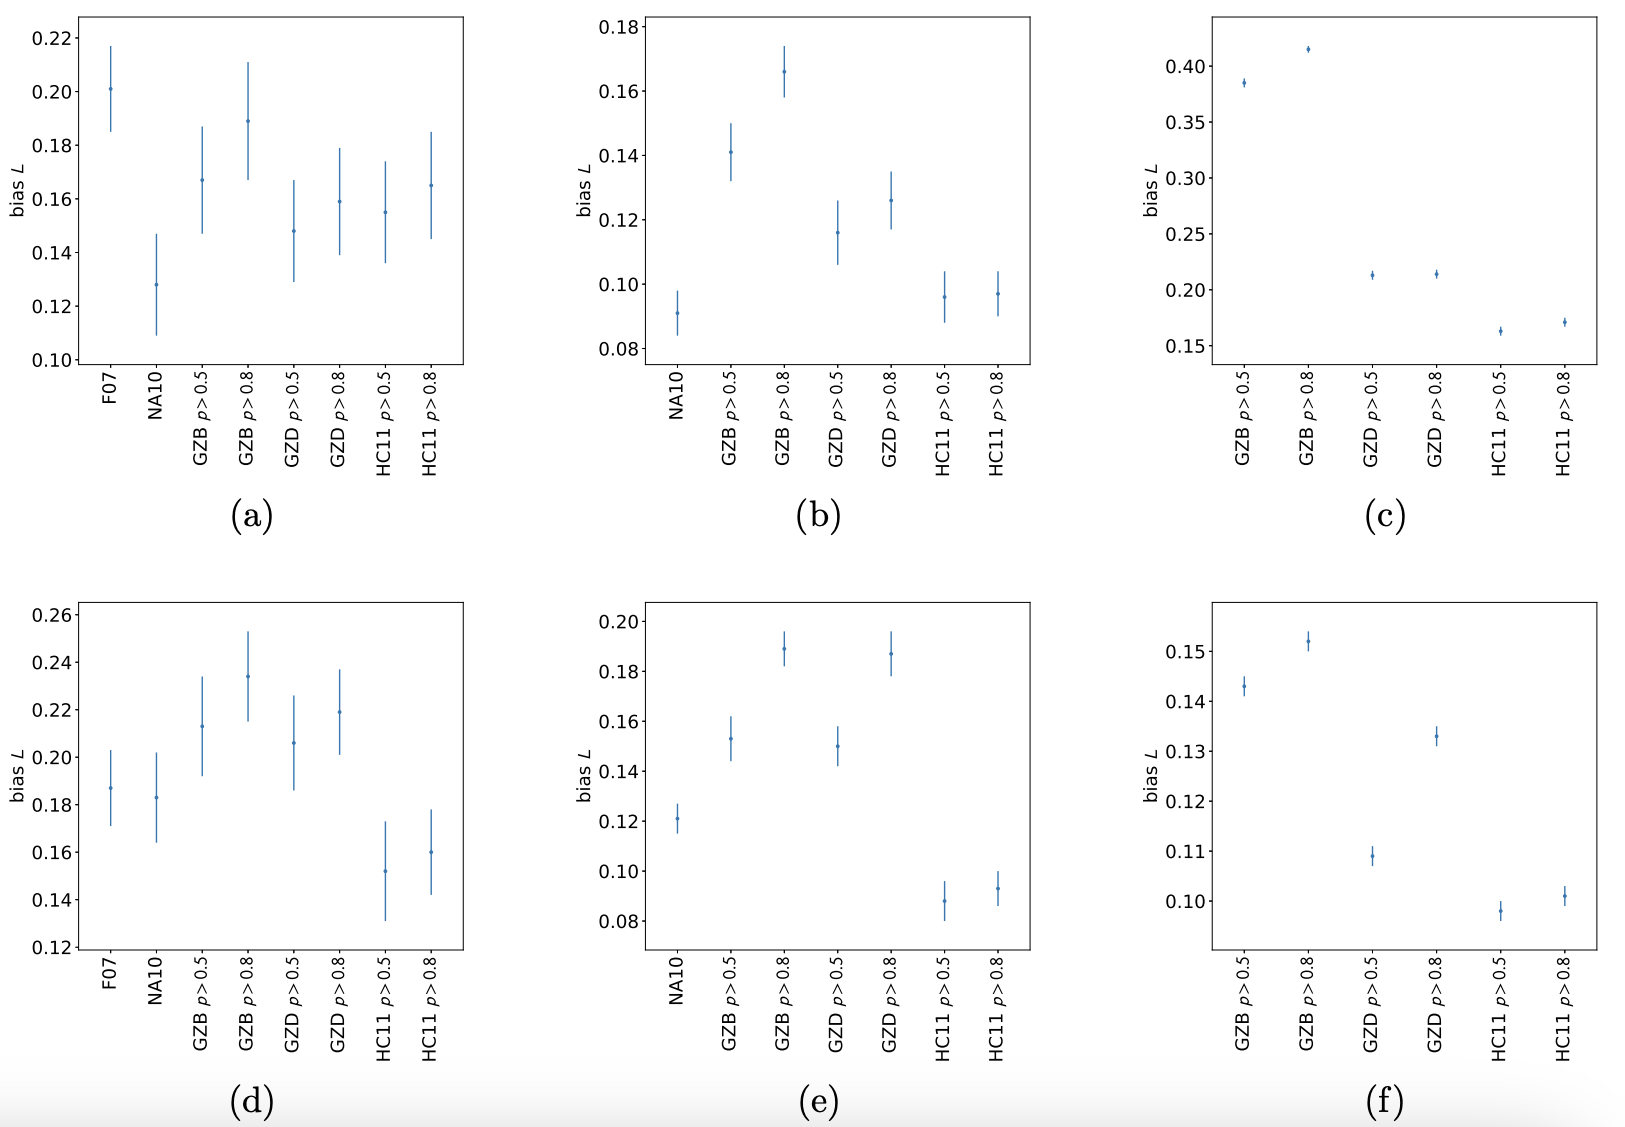 0.22
0.20
0.18
0.16
0.14
0.12
0.10
bias L
F07
NA10
GZB p > 0.5
GZB p > 0.8
GZD p > 0.5
GZD p > 0.8
HC11 p > 0.5
HC11 p > 0.8
(a)
0.18
0.16
0.14
0.12
0.10
0.08
bias L
NA10
GZB p > 0.5
GZB p > 0.8
GZD p > 0.5
GZD p > 0.8
HC11 p > 0.5
HC11 p > 0.8
(b)
0.40
0.35
0.30
0.25
0.20
0.15
bias L
GZB p > 0.5
GZB p > 0.8
GZD p > 0.5
GZD p > 0.8
HC11 p > 0.5
HC11 p > 0.8
(c)
0.26
0.24
0.22
0.20
0.18
0.16
0.14
0.12
bias L
F07
NA10
GZB p > 0.5
GZB p > 0.8
GZD p > 0.5
GZD p > 0.8
HC11 p > 0.5
HC11 p > 0.8
(d)
0.20
0.18
0.16
0.14
0.12
0.10
0.08
bias L
NA10
GZB p > 0.5
GZB p > 0.8
GZD p > 0.5
GZD p > 0.8
HC11 p > 0.5
HC11 p > 0.8
(e)
0.15
0.14
0.13
0.12
0.11
0.10
bias L
GZB p > 0.5
GZB p > 0.8
GZD p > 0.5
GZD p > 0.8
HC11 p > 0.5
HC11 p > 0.8
(f)